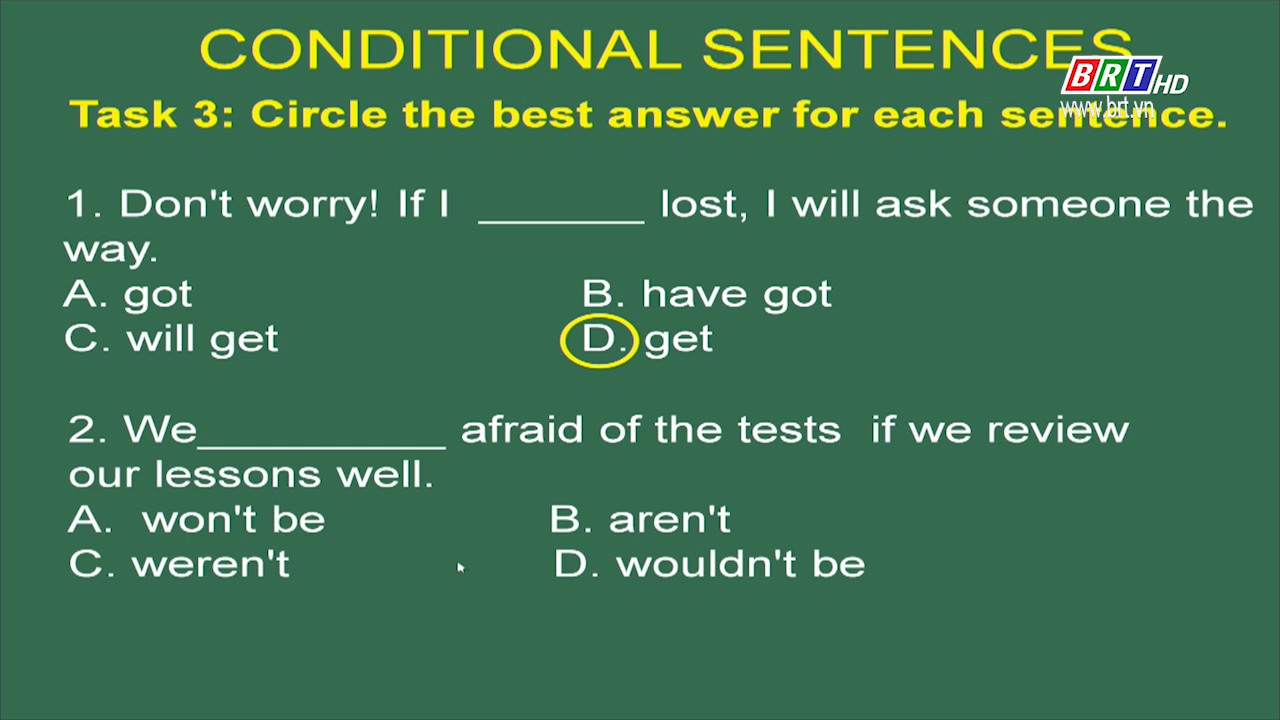 CONDITIONAL SENTENCES
BRT HD
www.brt.vn
Task 3: Circle the best answer for each sentence.
1. Don't worry! If I _______ lost, I will ask someone the
way.
A. got B. have got
C. will get D. get
2. We__________ afraid of the tests if we review
our lessons well.
A. won't be B. aren't
C. weren't D. wouldn't be